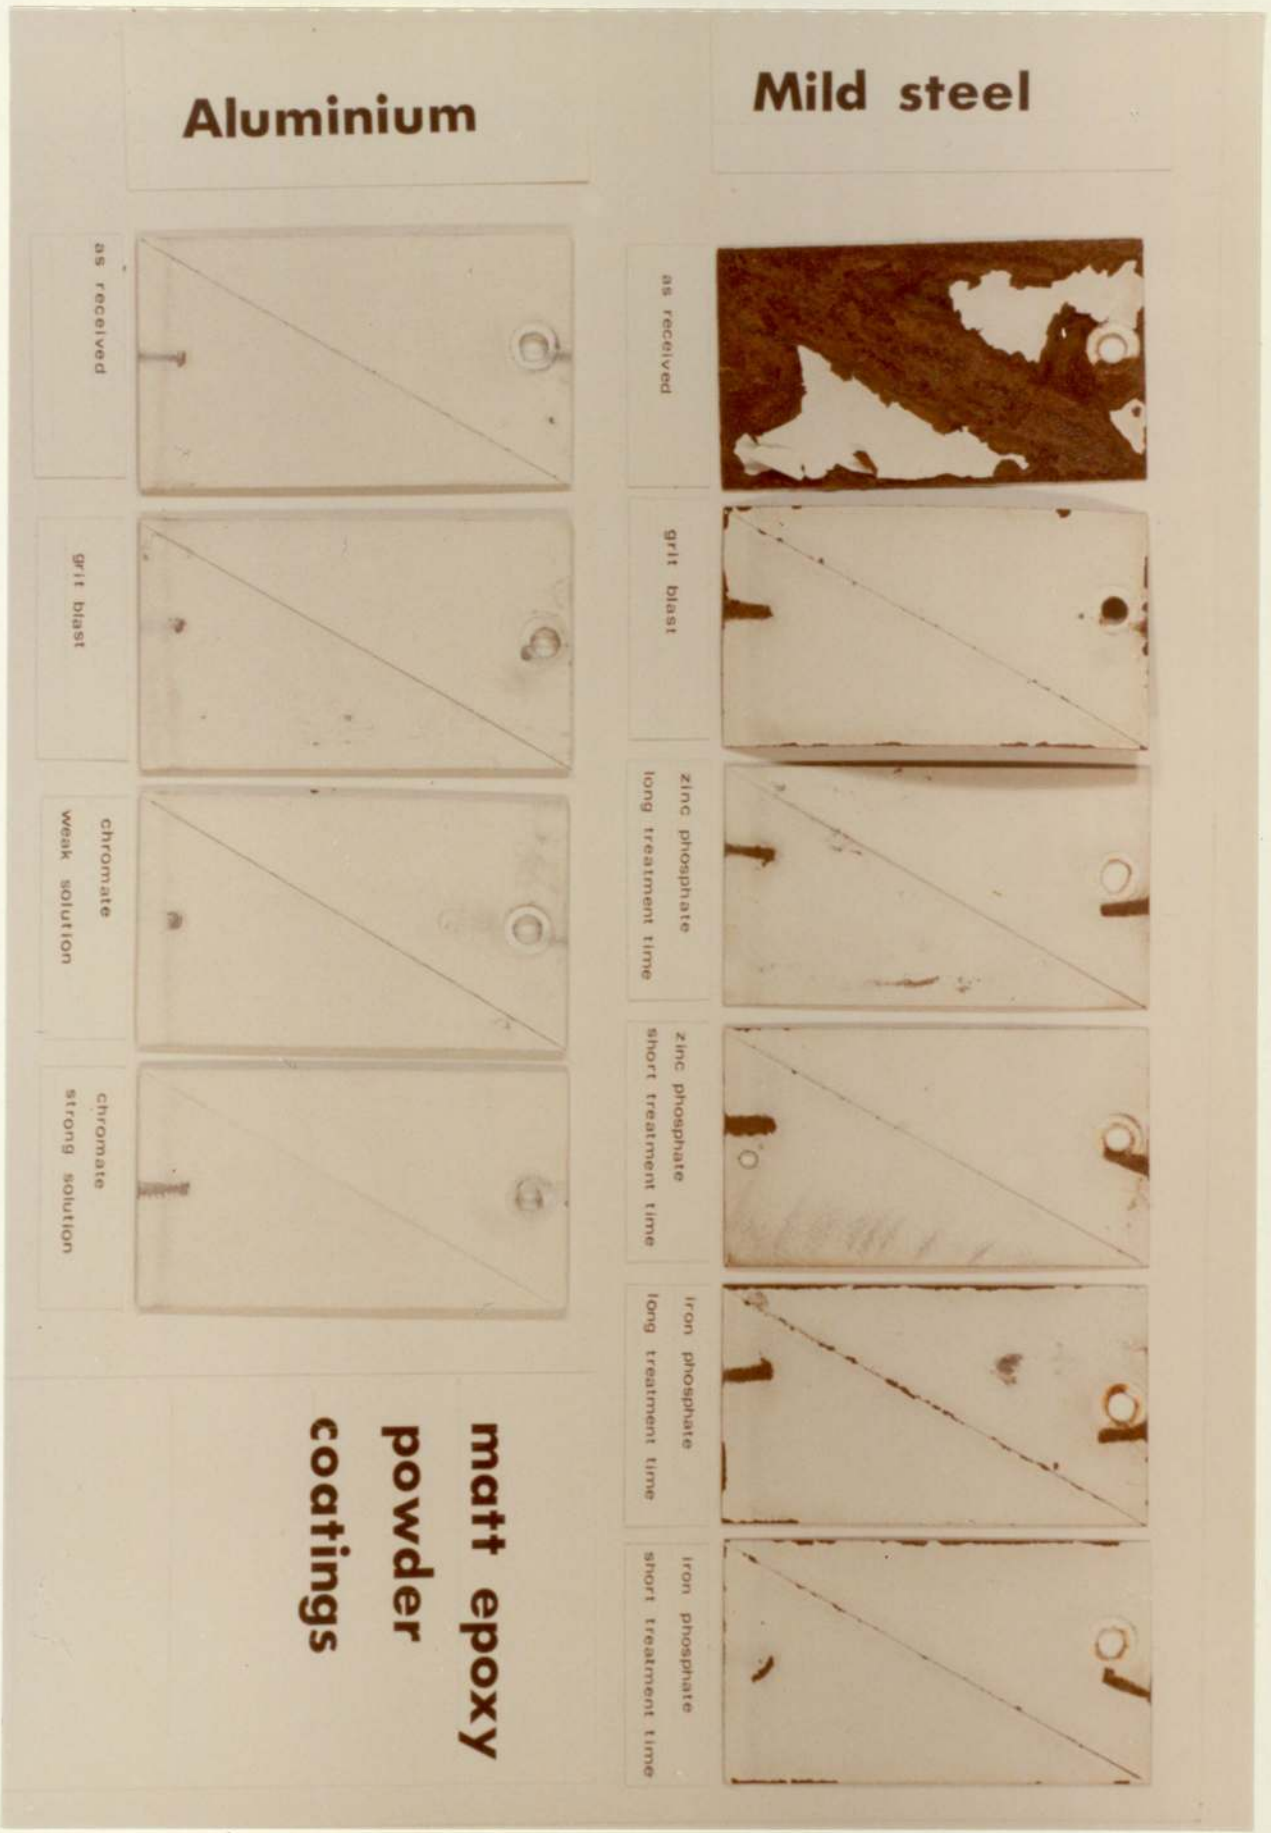 Aluminium
Mild steel
as received
grit blast
chromate
weak solution
chromate
strong solution
as received
grit blast
zinc phosphate
long treatment time
zinc phosphate
short treatment time
iron phosphate
long treatment time
iron phosphate
short treatment time
matt epoxy
powder
coatings